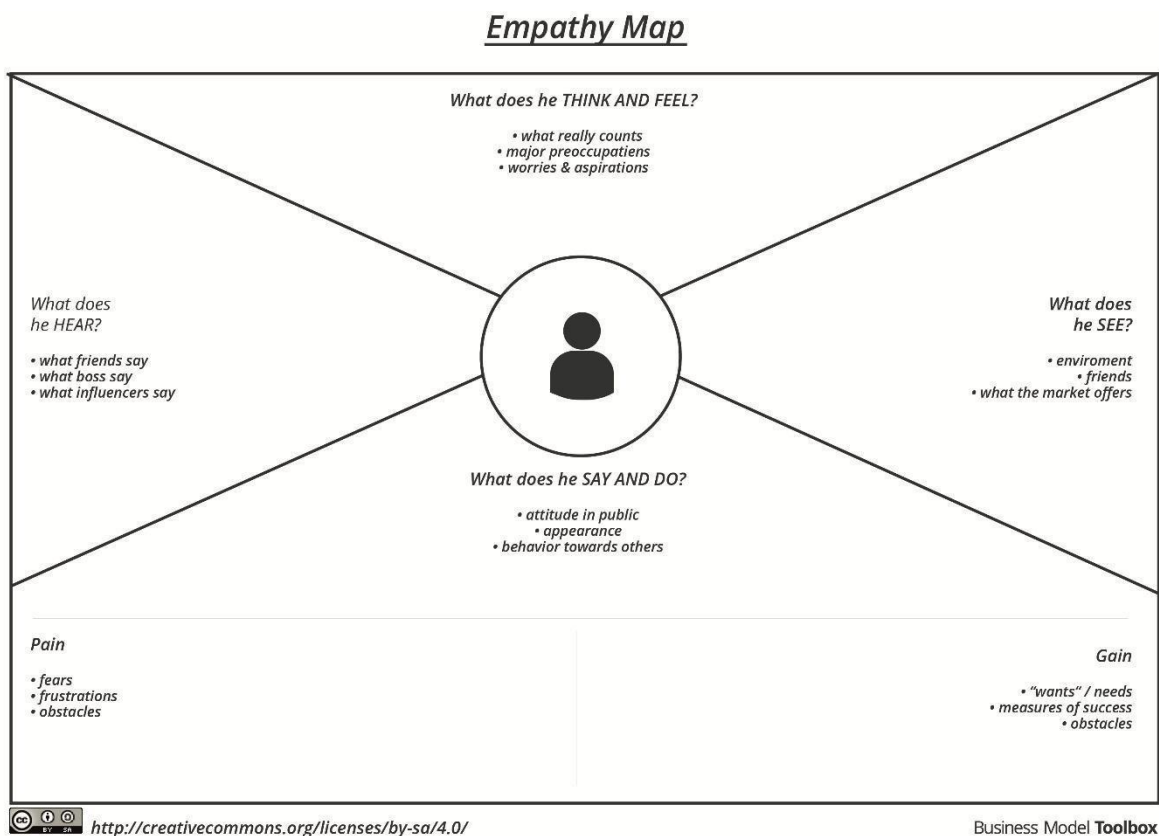 Empathy Map
What does he THINK AND FEEL?
• what really counts
• major preoccupatiens
• worries & aspirations
What does
he HEAR?
• what friends say
• what boss say
• what influencers say
What does
he SEE?
• enviroment
• friends
• what the market offers
What does he SAY AND DO?
• attitude in public
• appearance
• behavior towards others
Pain
• fears
• frustrations
• obstacles
Gain
• “wants“ / needs
• measures of success
• obstacles
cc BY SA http://creativecommons.org/licenses/by-sa/4.0/
Business Model Toolbox